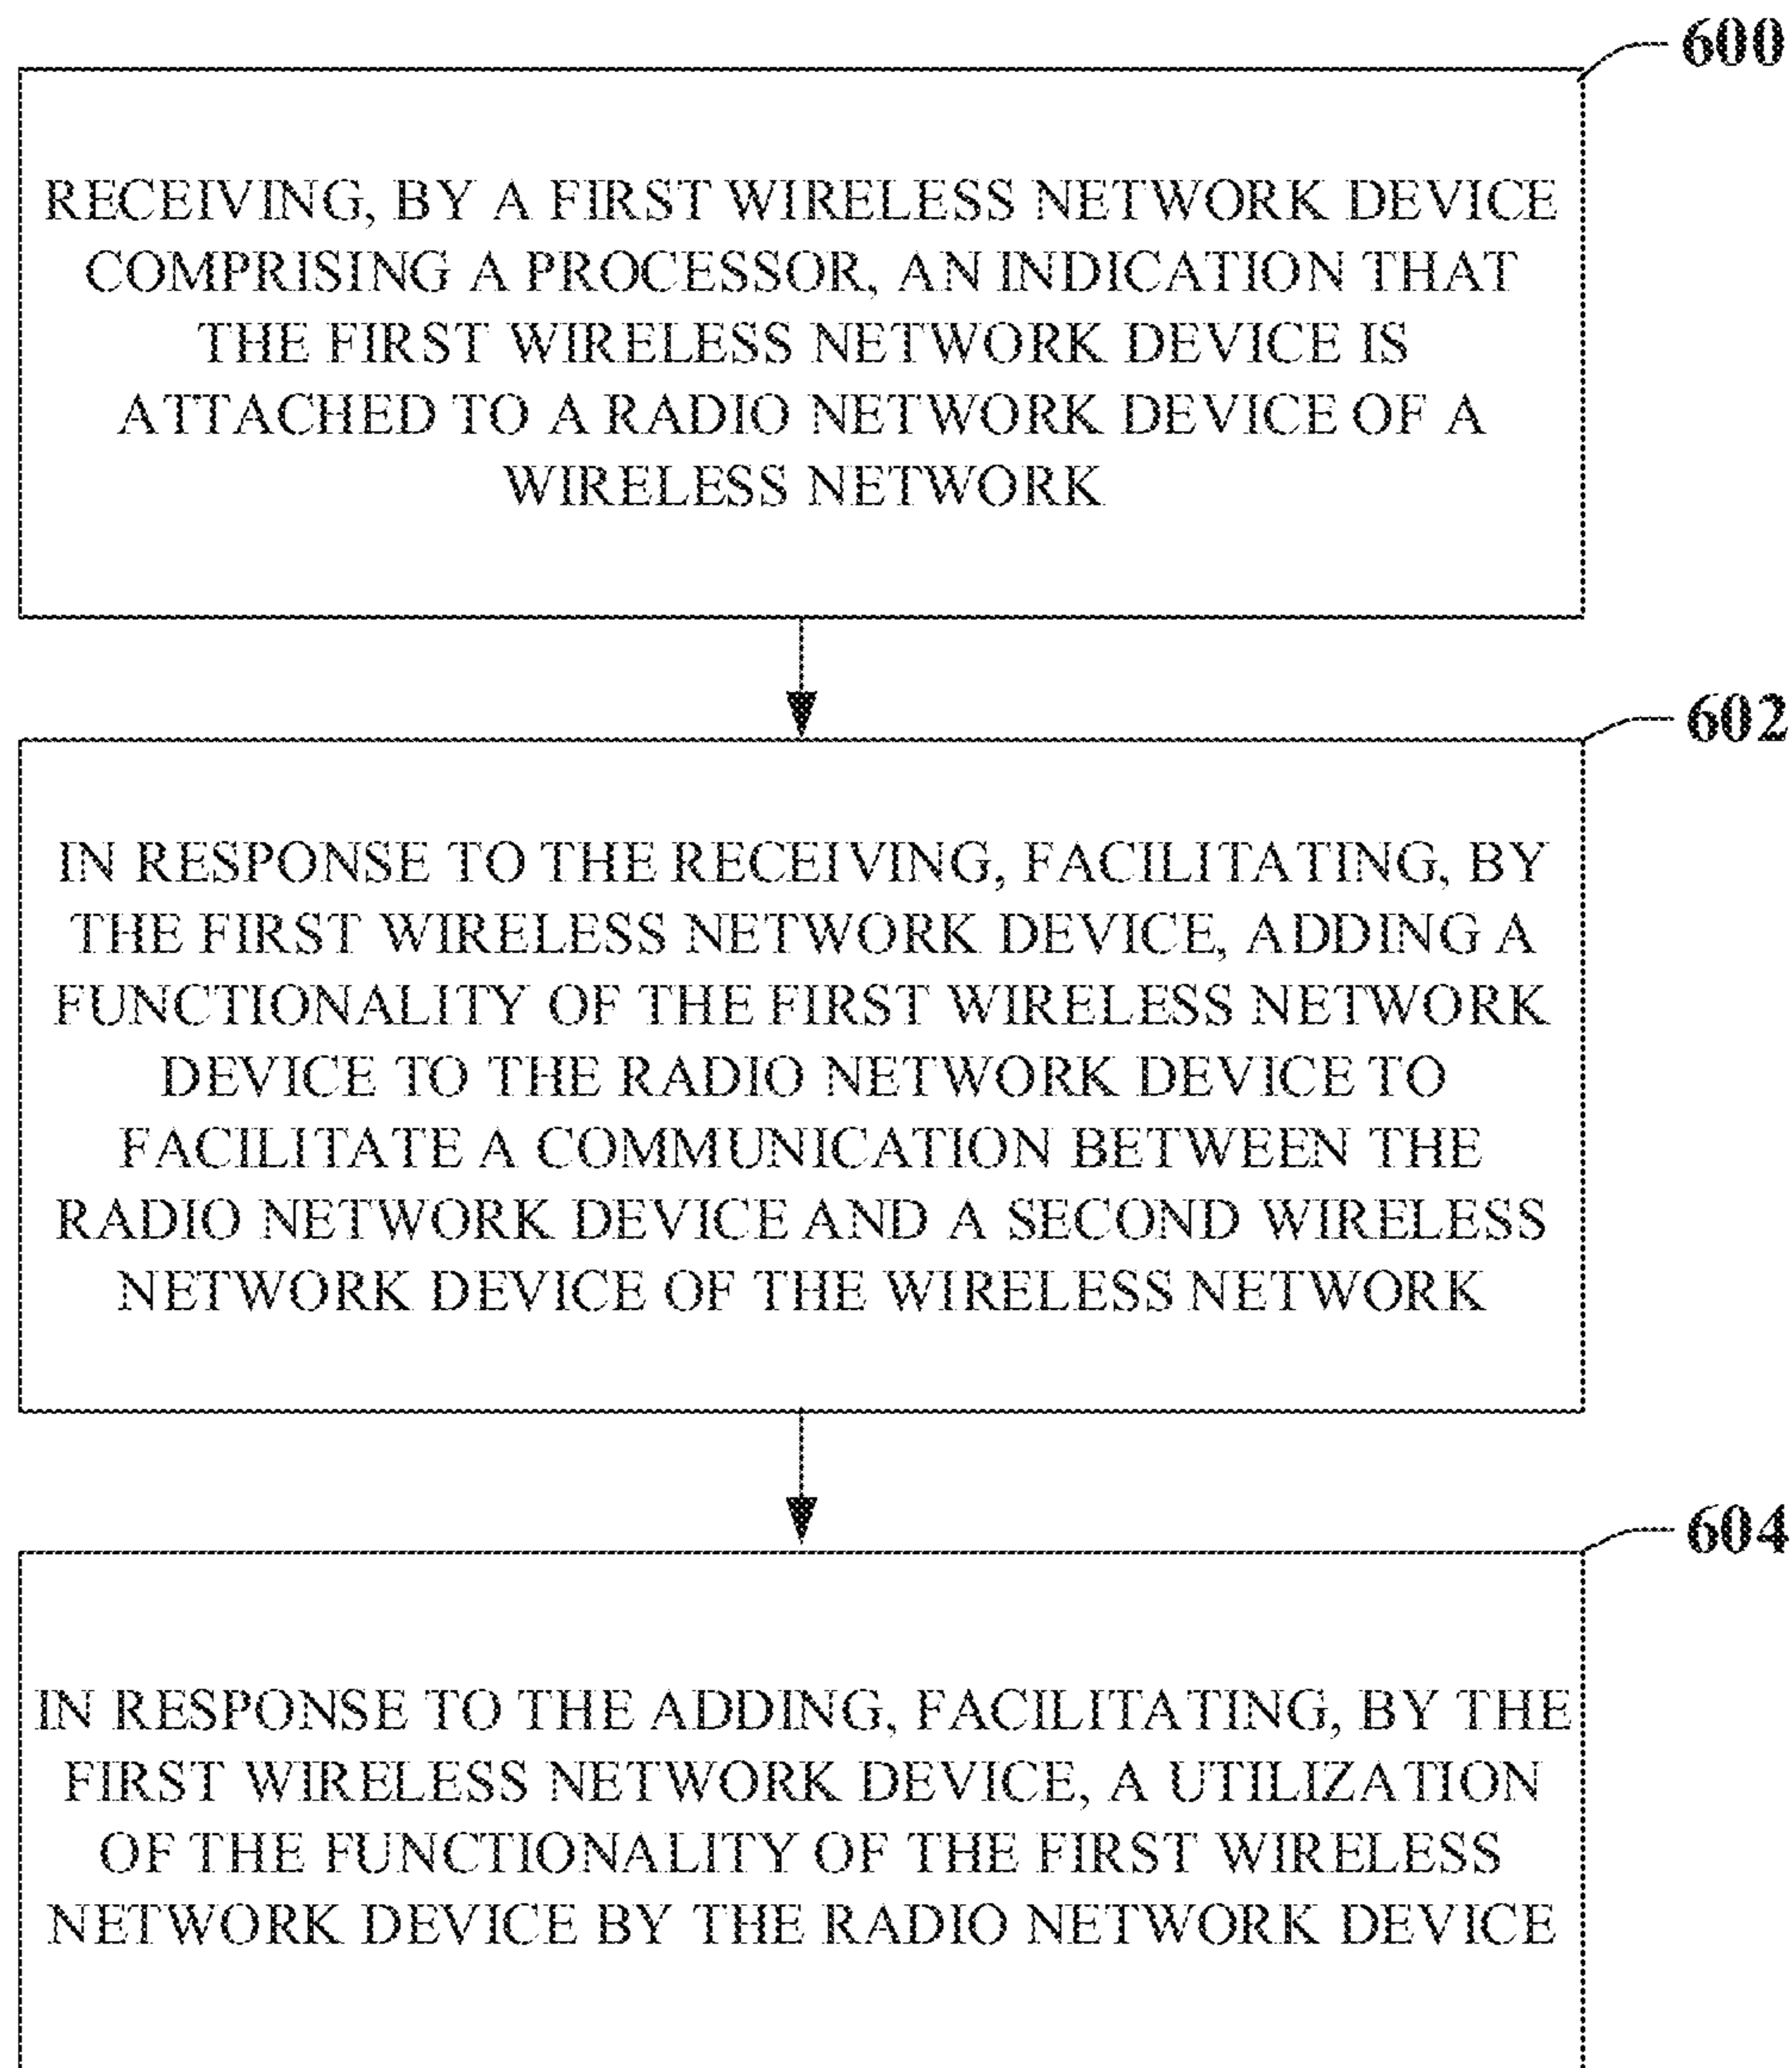 600
RECEIVING, BY A FIRST WIRELESS NETWORK DEVICE
COMPRISING A PROCESSOR, AN INDICATION THAT
THE FIRST WIRELESS NETWORK DEVICE IS
ATTACHED TO A RADIO NETWORK DEVICE OF A
WIRELESS NETWORK
602
IN RESPONSE TO THE RECEIVING, FACILITATING, BY
THE FIRST WIRELESS NETWORK DEVICE, ADDING A
FUNCTIONALITY OF THE FIRST WIRELESS NETWORK
DEVICE TO THE RADIO NETWORK DEVICE TO
FACILITATE A COMMUNICATION BETWEEN THE
RADIO NETWORK DEVICE AND A SECOND WIRELESS
NETWORK DEVICE OF THE WIRELESS NETWORK
604
IN RESPONSE TO THE ADDING, FACILITATING, BY THE
FIRST WIRELESS NETWORK DEVICE, A UTILIZATION
OF THE FUNCTIONALITY OF THE FIRST WIRELESS
NETWORK DEVICE BY THE RADIO NETWORK DEVICE